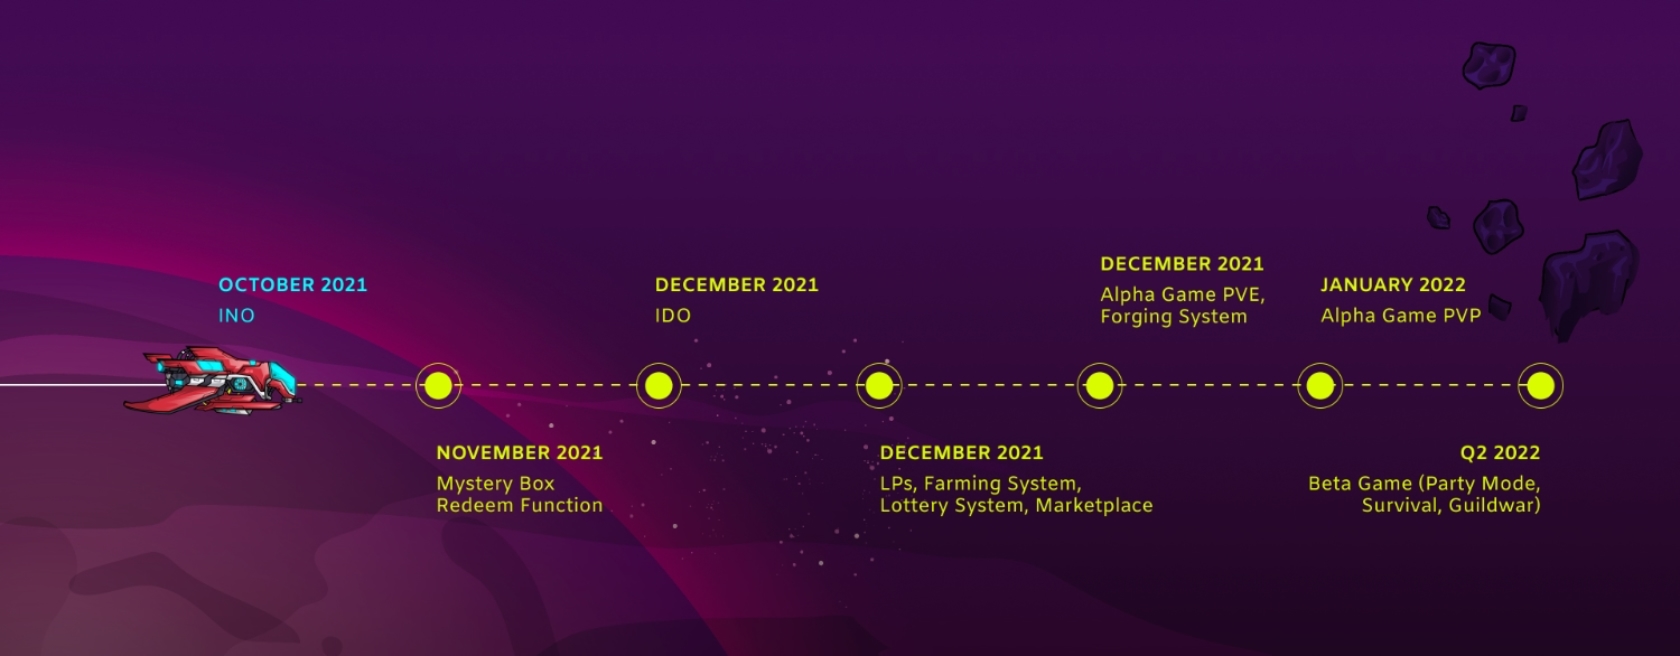 OCTOBER 2021
INO
NOVEMBER 2021
Mystery Box
Redeem Function
DECEMBER 2021
IDO
DECEMBER 2021
LPs, Farming System,
Lottery System, Marketplace
DECEMBER 2021
Alpha Game PVE,
Forging System
JANUARY 2022
Alpha Game PVP
Q2 2022
Beta Game (Party Mode,
Survival, Guildwar)